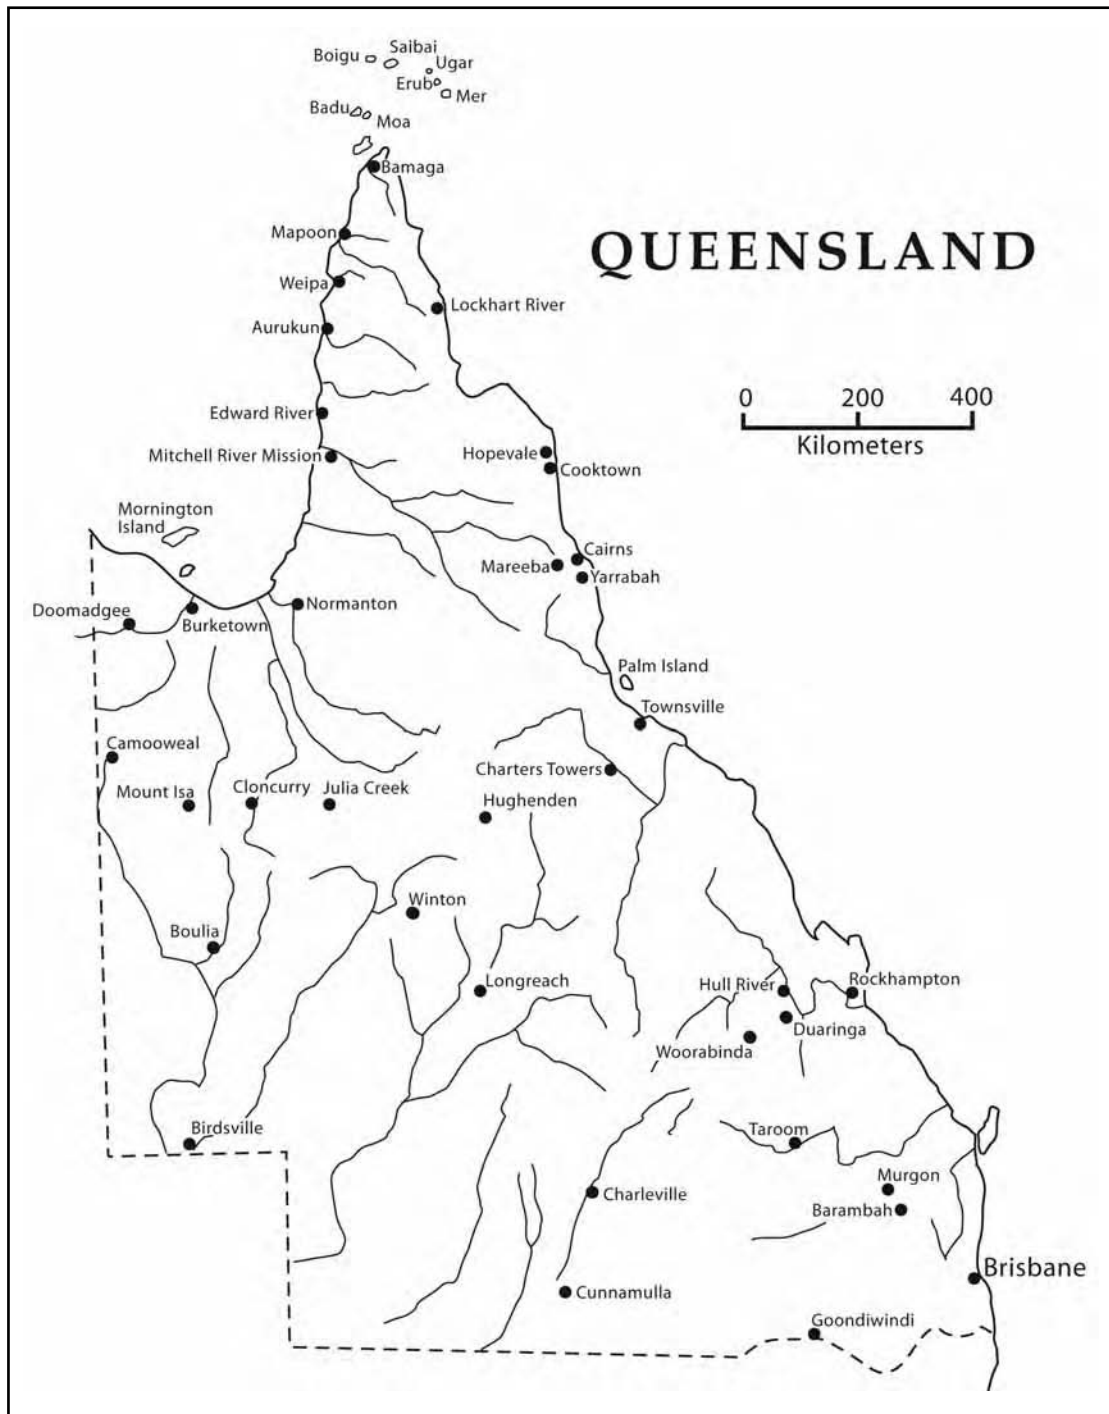 Saibai
Boigu
Ugar
Erub
Mer
Badu
Moa
Bamaga
QUEENSLAND
Mapoon
Weipa
Lockhart River
Aurukun
0 200 400
Kilometers
Edward River
Mitchell River Mission
Hopevale
Cooktown
Mornington
Island
Cairns
Mareeba
Yarrabah
Doomadgee
Burketown
Normanton
Palm Island
Townsville
Camooweal
Charters Towers
Mount Isa
Cloncurry
Julia Creek
Hughenden
Winton
Boulia
Longreach
Hull River
Rockhampton
Duaringa
Woorabinda
Birdsville
Taroom
Murgon
Charleville
Barambah
Brisbane
Cunnamulla
Goondiwindi